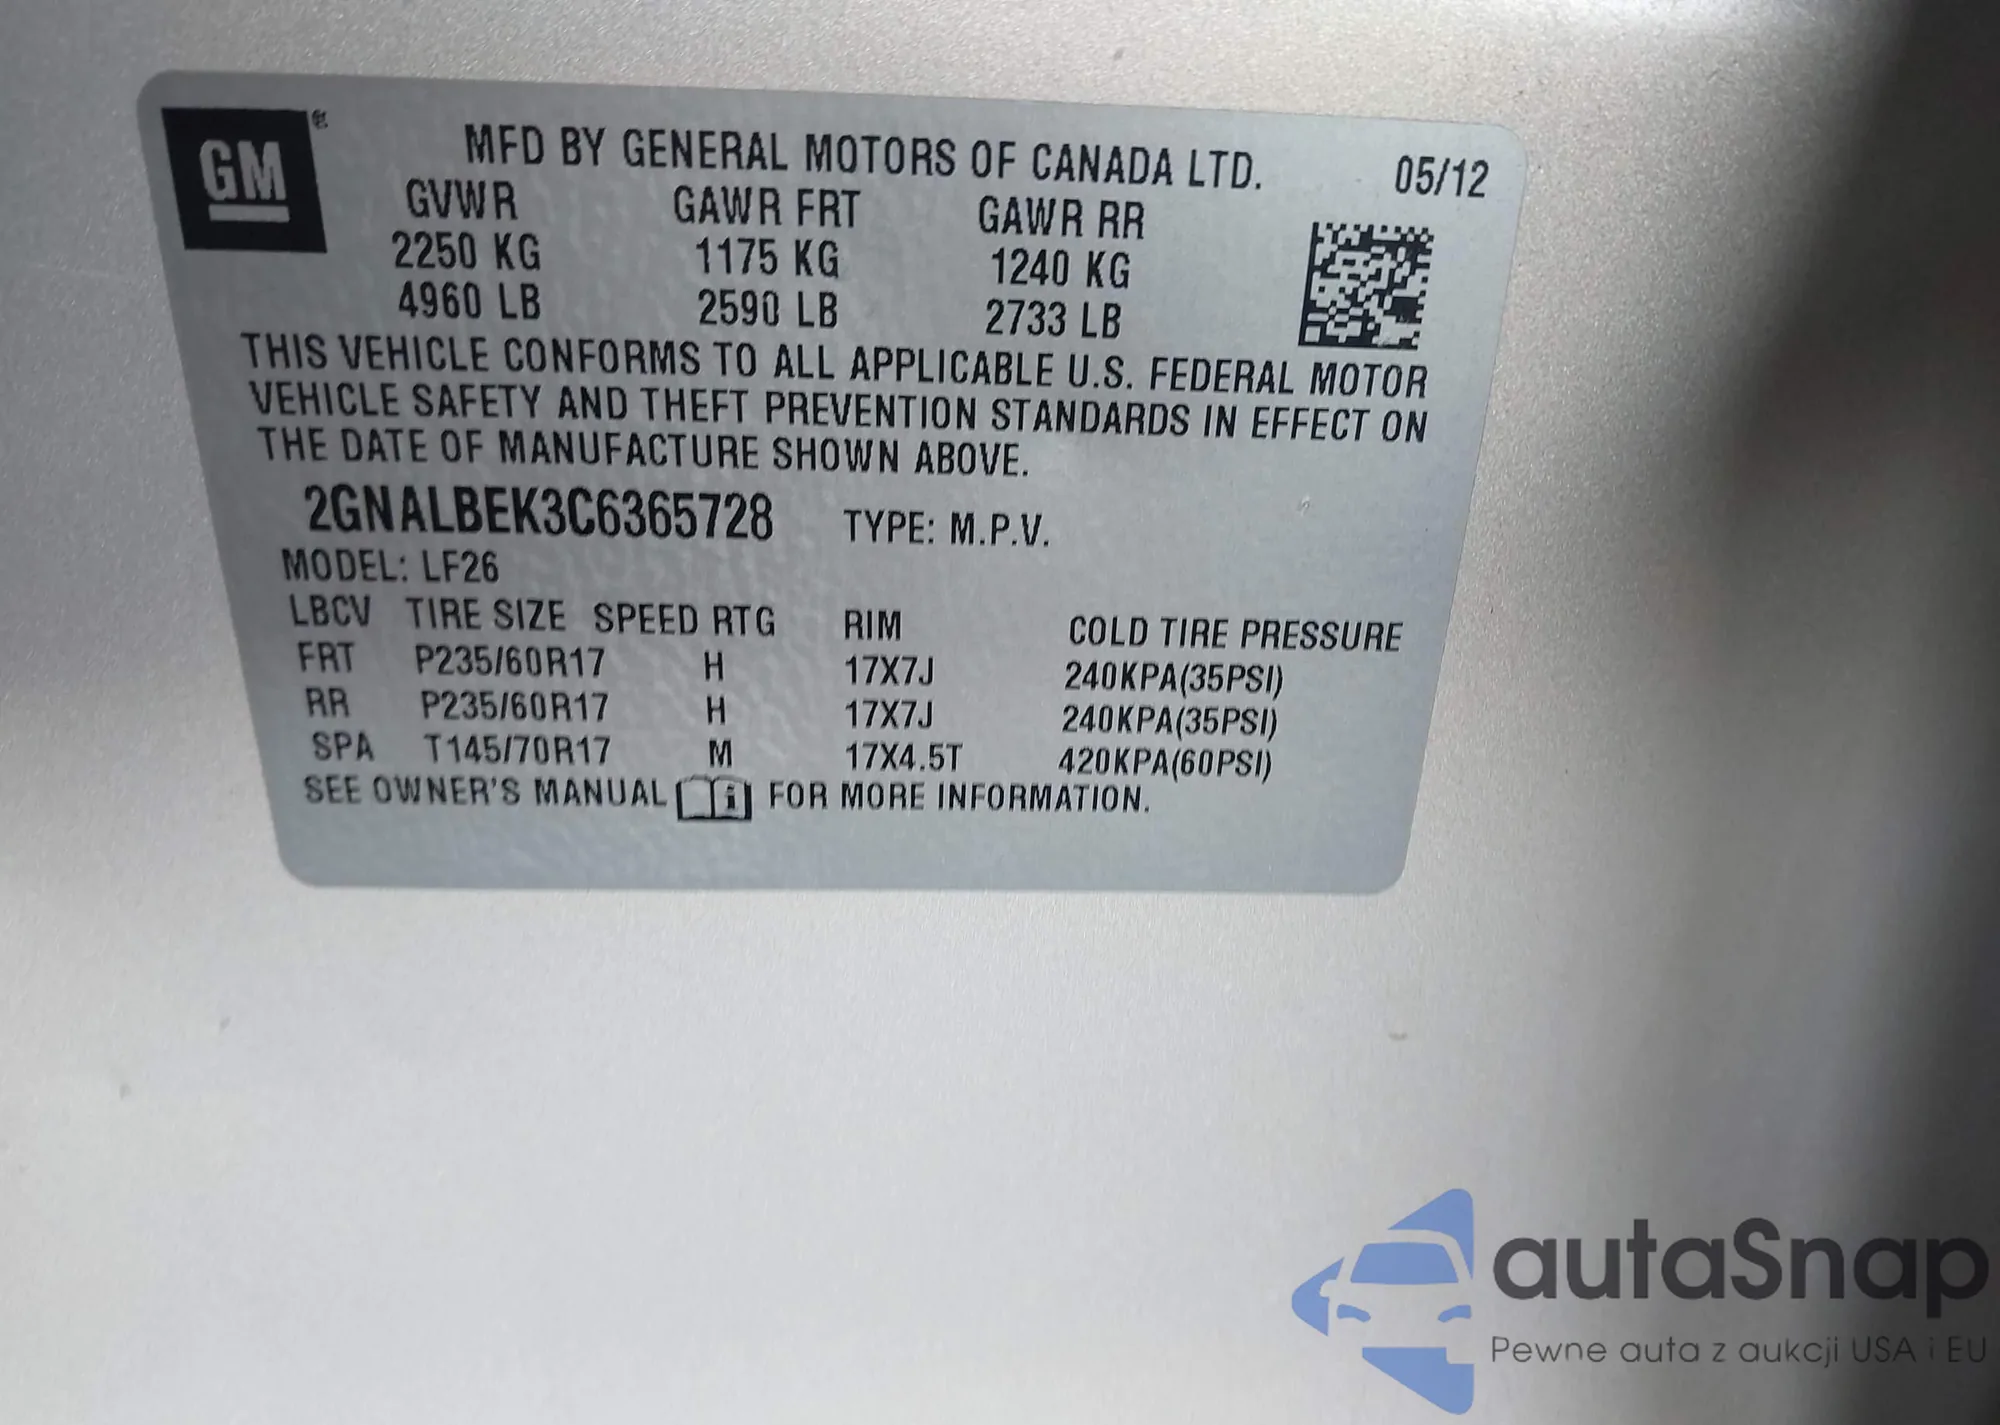 GM
MFD BY GENERAL MOTORS OF CANADA LTD. 05/12
GVWR GAWR FRT GAWR RR
2250 KG 1175 KG 1240 KG
4960 LB 2590 LB 2733 LB
THIS VEHICLE CONFORMS TO ALL APPLICABLE U.S. FEDERAL MOTOR
VEHICLE SAFETY AND THEFT PREVENTION STANDARDS IN EFFECT ON
THE DATE OF MANUFACTURE SHOWN ABOVE.
2GNALBEK3C6365728 TYPE: M.P.V.
MODEL: LF26
LBCV TIRE SIZE SPEED RTG RIM COLD TIRE PRESSURE
FRT P235/60R17 H 17X7J 240KPA(35PSI)
RR P235/60R17 H 17X7J 240KPA(35PSI)
SPA T145/70R17 M 17X4.5T 420KPA(60PSI)
SEE OWNER'S MANUAL i FOR MORE INFORMATION.
autaSnap
Pewne auta z aukcji USA i EU